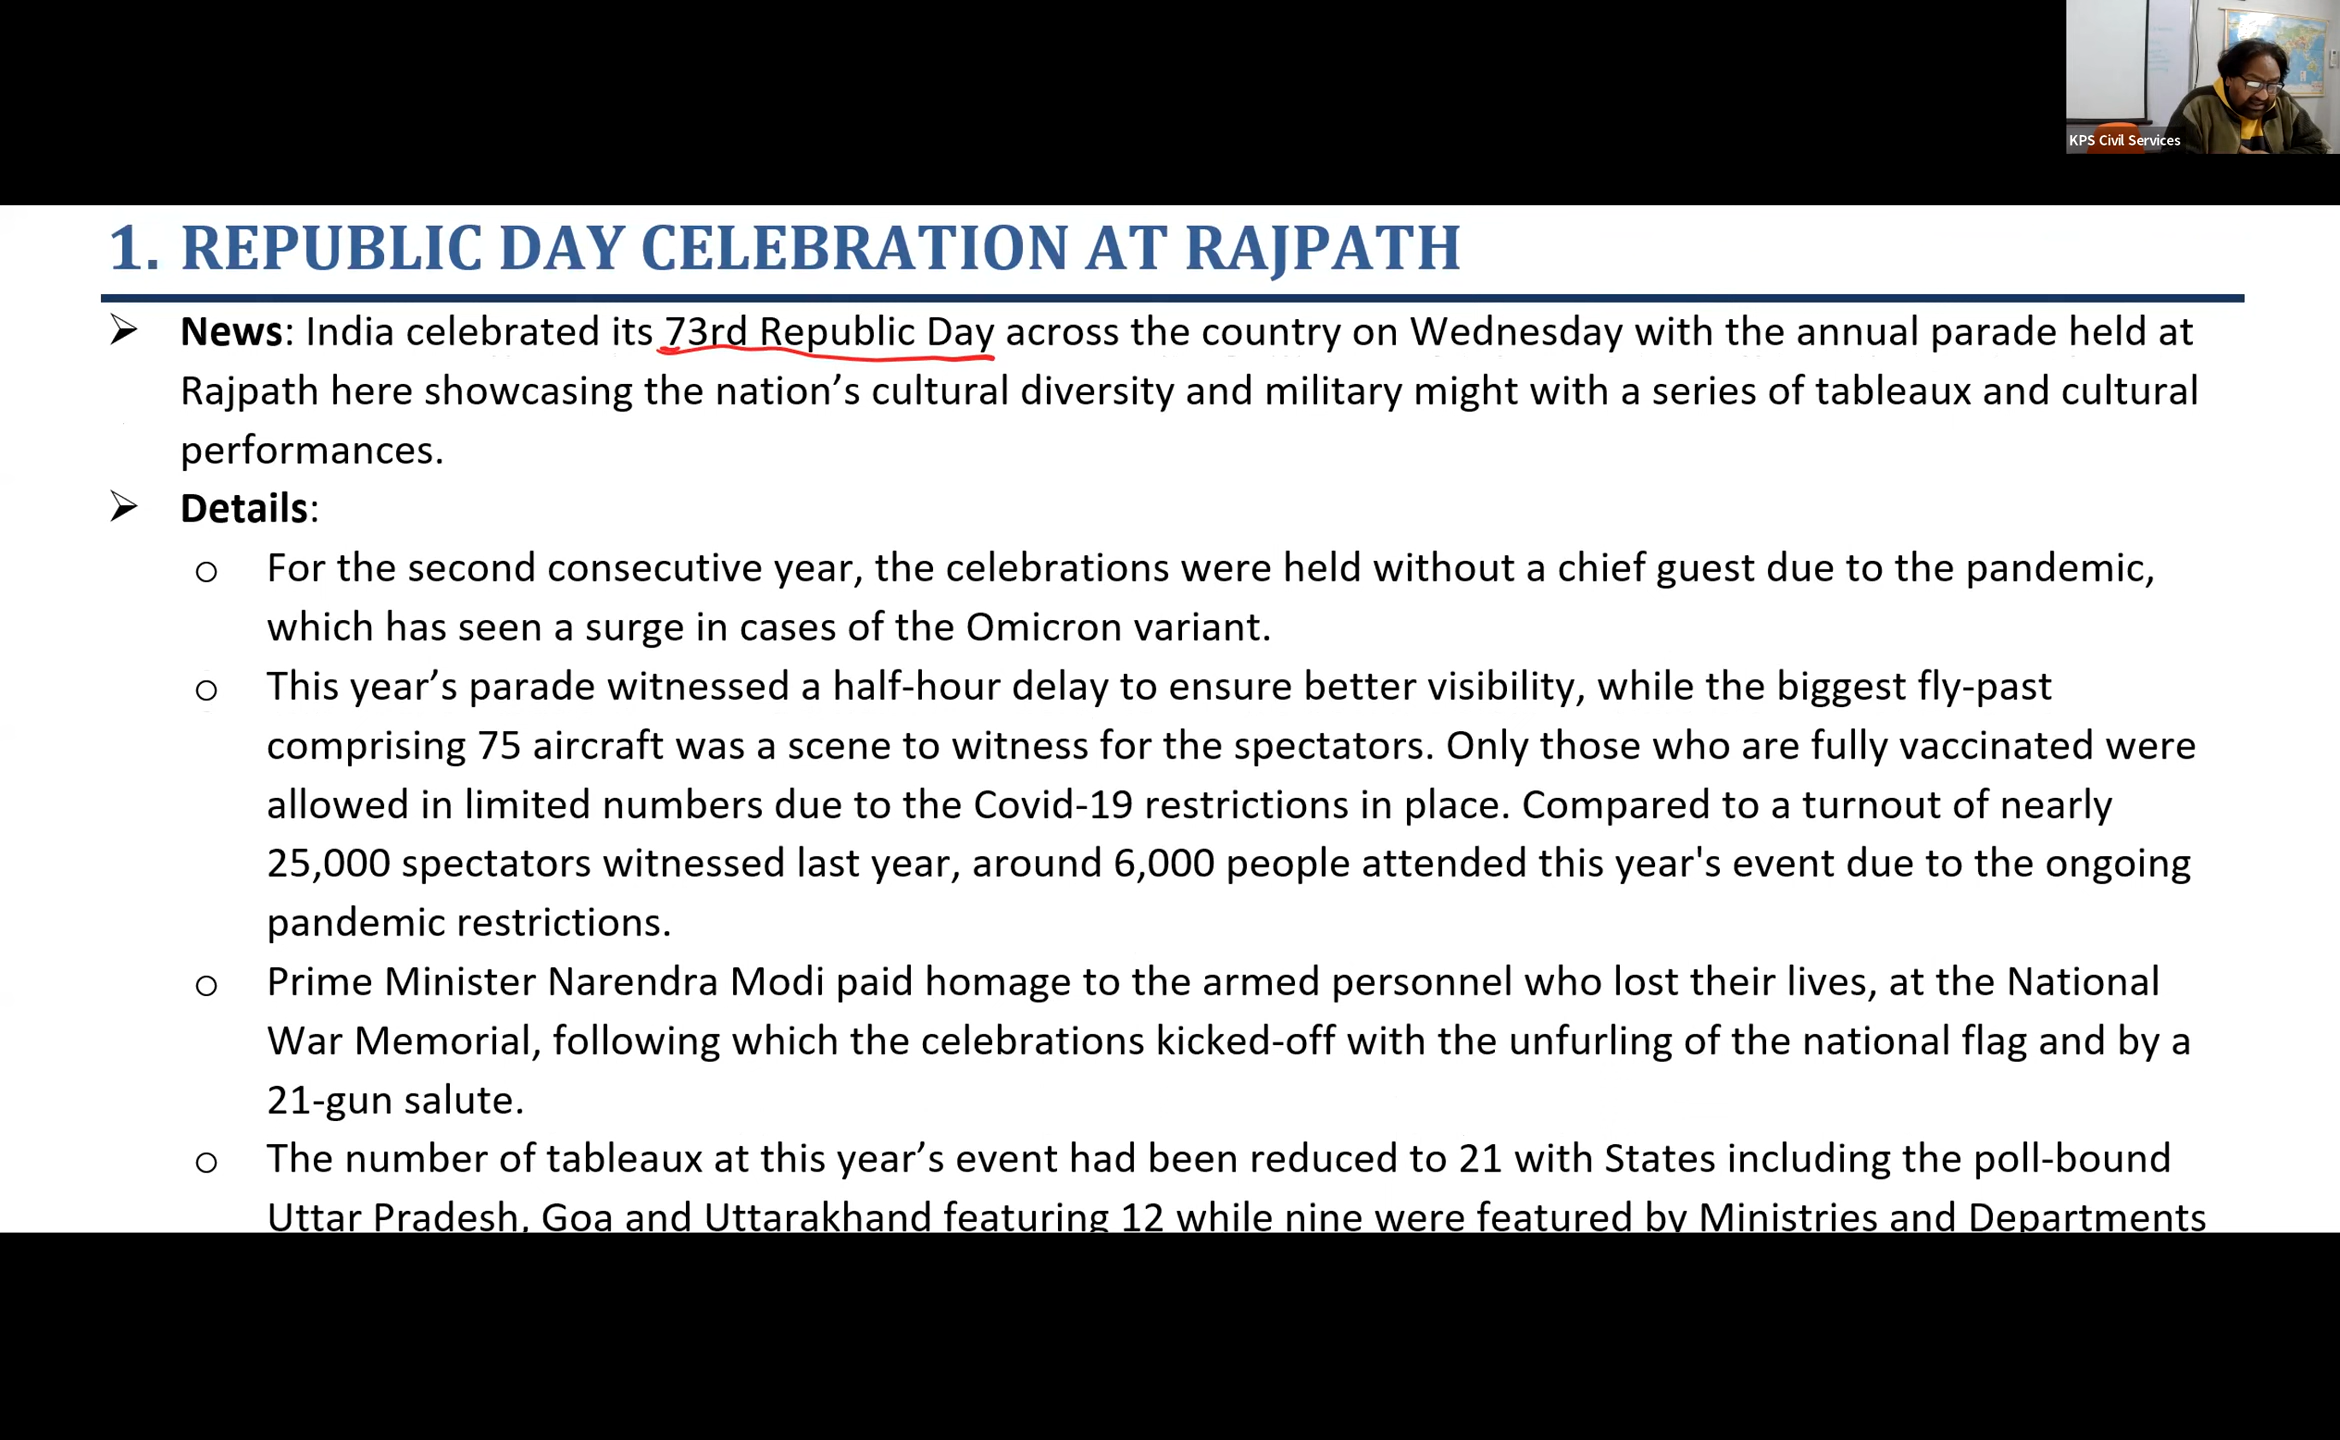 KPS Civil Services
1. REPUBLIC DAY CELEBRATION AT RAJPATH
➢ News: India celebrated its 73rd Republic Day across the country on Wednesday with the annual parade held at
Rajpath here showcasing the nation’s cultural diversity and military might with a series of tableaux and cultural
performances.
➢ Details:
o For the second consecutive year, the celebrations were held without a chief guest due to the pandemic,
which has seen a surge in cases of the Omicron variant.
o This year’s parade witnessed a half-hour delay to ensure better visibility, while the biggest fly-past
comprising 75 aircraft was a scene to witness for the spectators. Only those who are fully vaccinated were
allowed in limited numbers due to the Covid-19 restrictions in place. Compared to a turnout of nearly
25,000 spectators witnessed last year, around 6,000 people attended this year's event due to the ongoing
pandemic restrictions.
o Prime Minister Narendra Modi paid homage to the armed personnel who lost their lives, at the National
War Memorial, following which the celebrations kicked-off with the unfurling of the national flag and by a
21-gun salute.
o The number of tableaux at this year’s event had been reduced to 21 with States including the poll-bound
Uttar Pradesh, Goa and Uttarakhand featuring 12 while nine were featured by Ministries and Departments